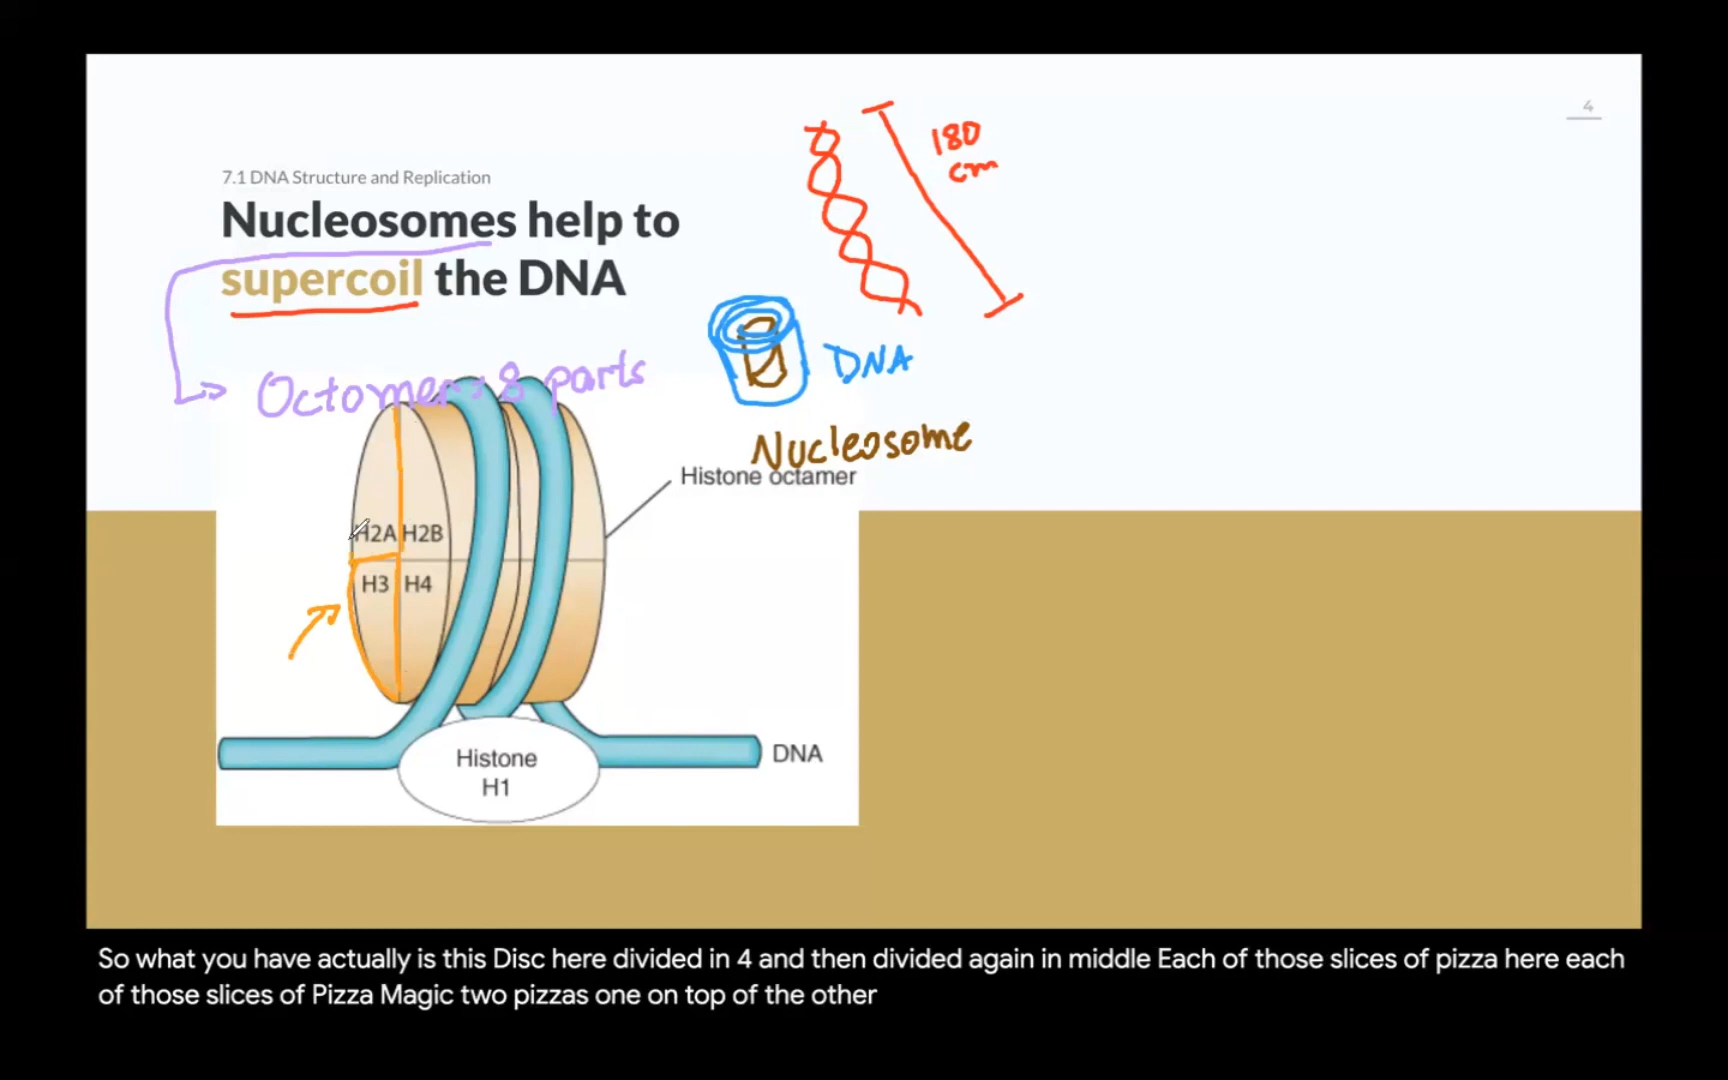 4
180
cm
7.1 DNA Structure and Replication
Nucleosomes help to
supercoil the DNA
DNA
Octomer: 8 parts
Nucleosome
Histone octamer
H2A H2B
H3 H4
Histone
H1
DNA
So what you have actually is this Disc here divided in 4 and then divided again in middle Each of those slices of pizza here each
of those slices of Pizza Magic two pizzas one on top of the other